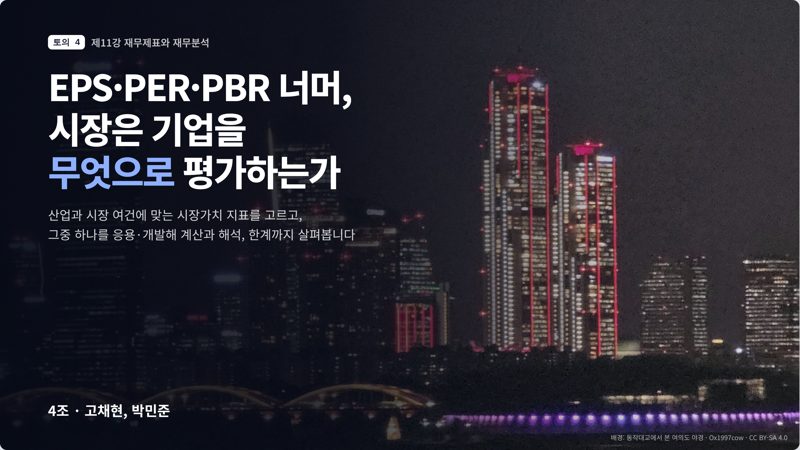 토의 4 제11강 재무제표와 재무분석
EPS·PER·PBR 너머,
시장은 기업을
무엇으로 평가하는가
산업과 시장 여건에 맞는 시장가치 지표를 고르고,
그중 하나를 응용·개발해 계산과 해석, 한계까지 살펴봅니다
4조 · 고채현, 박민준
배경: 동작대교에서 본 여의도 야경 · Ox1997cow · CC BY-SA 4.0